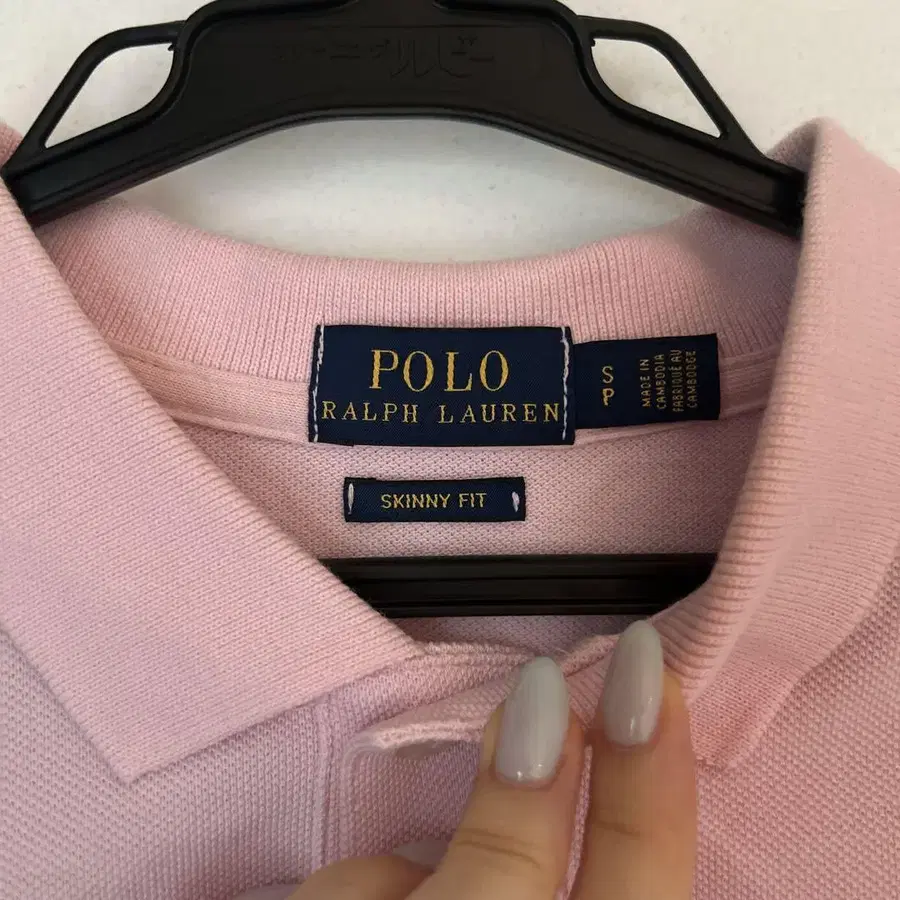 POLO
RALPH LAUREN
S
P
MADE IN
CAMBODIA
FABRIQUÉ AU
CAMBODGE
SKINNY FIT